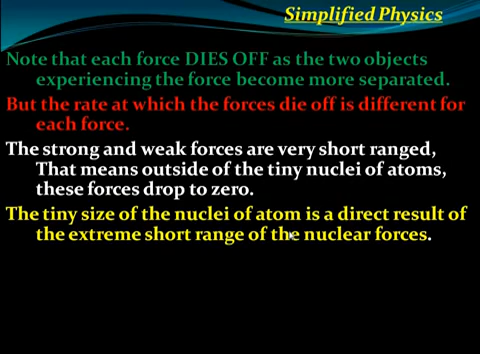 Simplified Physics
Note that each force DIES OFF as the two objects
experiencing the force become more separated.
But the rate at which the forces die off is different for
each force.
The strong and weak forces are very short ranged,
That means outside of the tiny nuclei of atoms,
these forces drop to zero.
The tiny size of the nuclei of atom is a direct result of
the extreme short range of the nuclear forces.